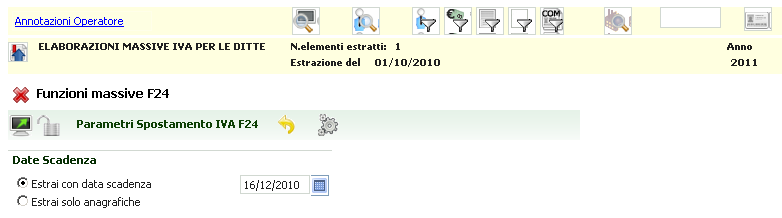 Annotazioni Operatore
COM
ELABORAZIONI MASSIVE IVA PER LE DITTE N.elementi estratti: 1 Anno
Estrazione del 01/10/2010 2011
Funzioni massive F24
Parametri Spostamento IVA F24
Date Scadenza
Estrai con data scadenza 16/12/2010
Estrai solo anagrafiche